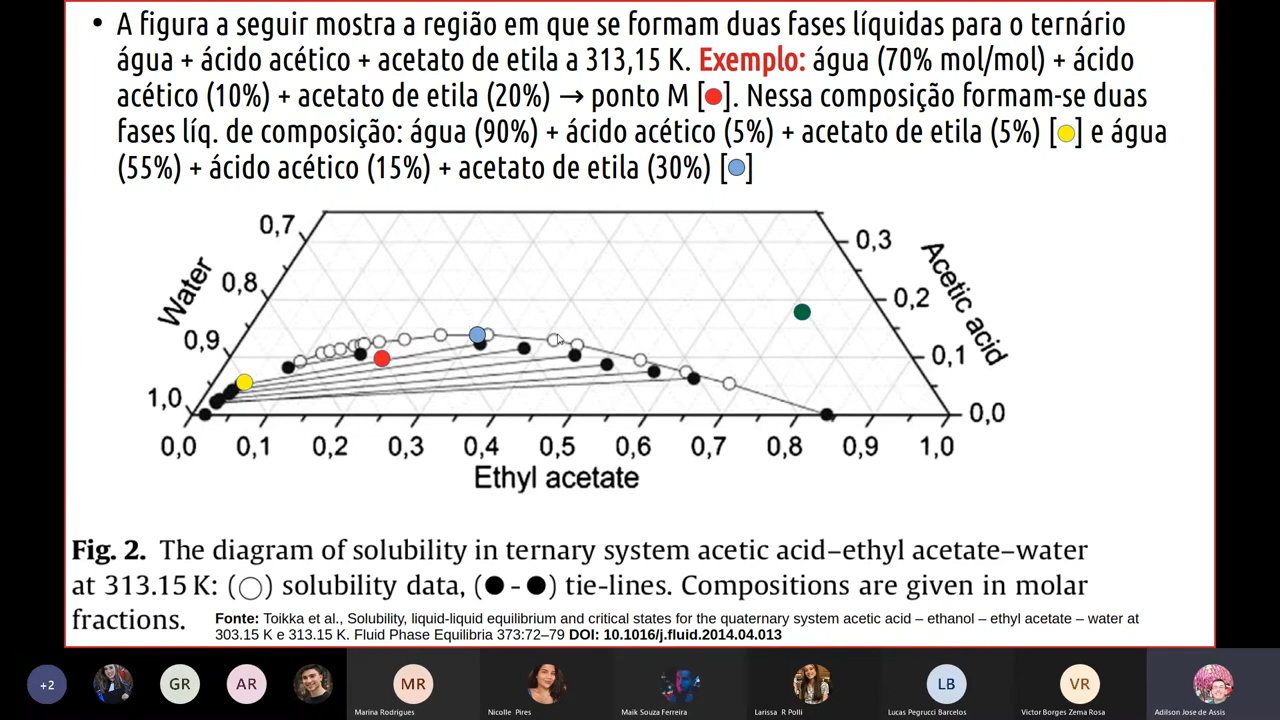 • A figura a seguir mostra a região em que se formam duas fases líquidas para o ternário
água + ácido acético + acetato de etila a 313,15 K. Exemplo: água (70% mol/mol) + ácido
acético (10%) + acetato de etila (20%) → ponto M [●]. Nessa composição formam-se duas
fases líq. de composição: água (90%) + ácido acético (5%) + acetato de etila (5%) [●] e água
(55%) + ácido acético (15%) + acetato de etila (30%) [●]
Water
0,7
0,8
0,9
1,0
Acetic acid
0,3
0,2
0,1
0,0
0,0 0,1 0,2 0,3 0,4 0,5 0,6 0,7 0,8 0,9 1,0
Ethyl acetate
Fig. 2. The diagram of solubility in ternary system acetic acid–ethyl acetate–water
at 313.15 K: (○) solubility data, (●-●) tie-lines. Compositions are given in molar
fractions.
Fonte: Toikka et al., Solubility, liquid-liquid equilibrium and critical states for the quaternary system acetic acid – ethanol – ethyl acetate – water at
303.15 K e 313.15 K. Fluid Phase Equilibria 373:72–79 DOI: 10.1016/j.fluid.2014.04.013
+2 GR AR MR LB VR
Marina Rodrigues Nicolle Pires Maik Souza Ferreira Larissa R Polli Lucas Pegrucci Barcelos Victor Borges Zema Rosa Adilson Jose de Assis